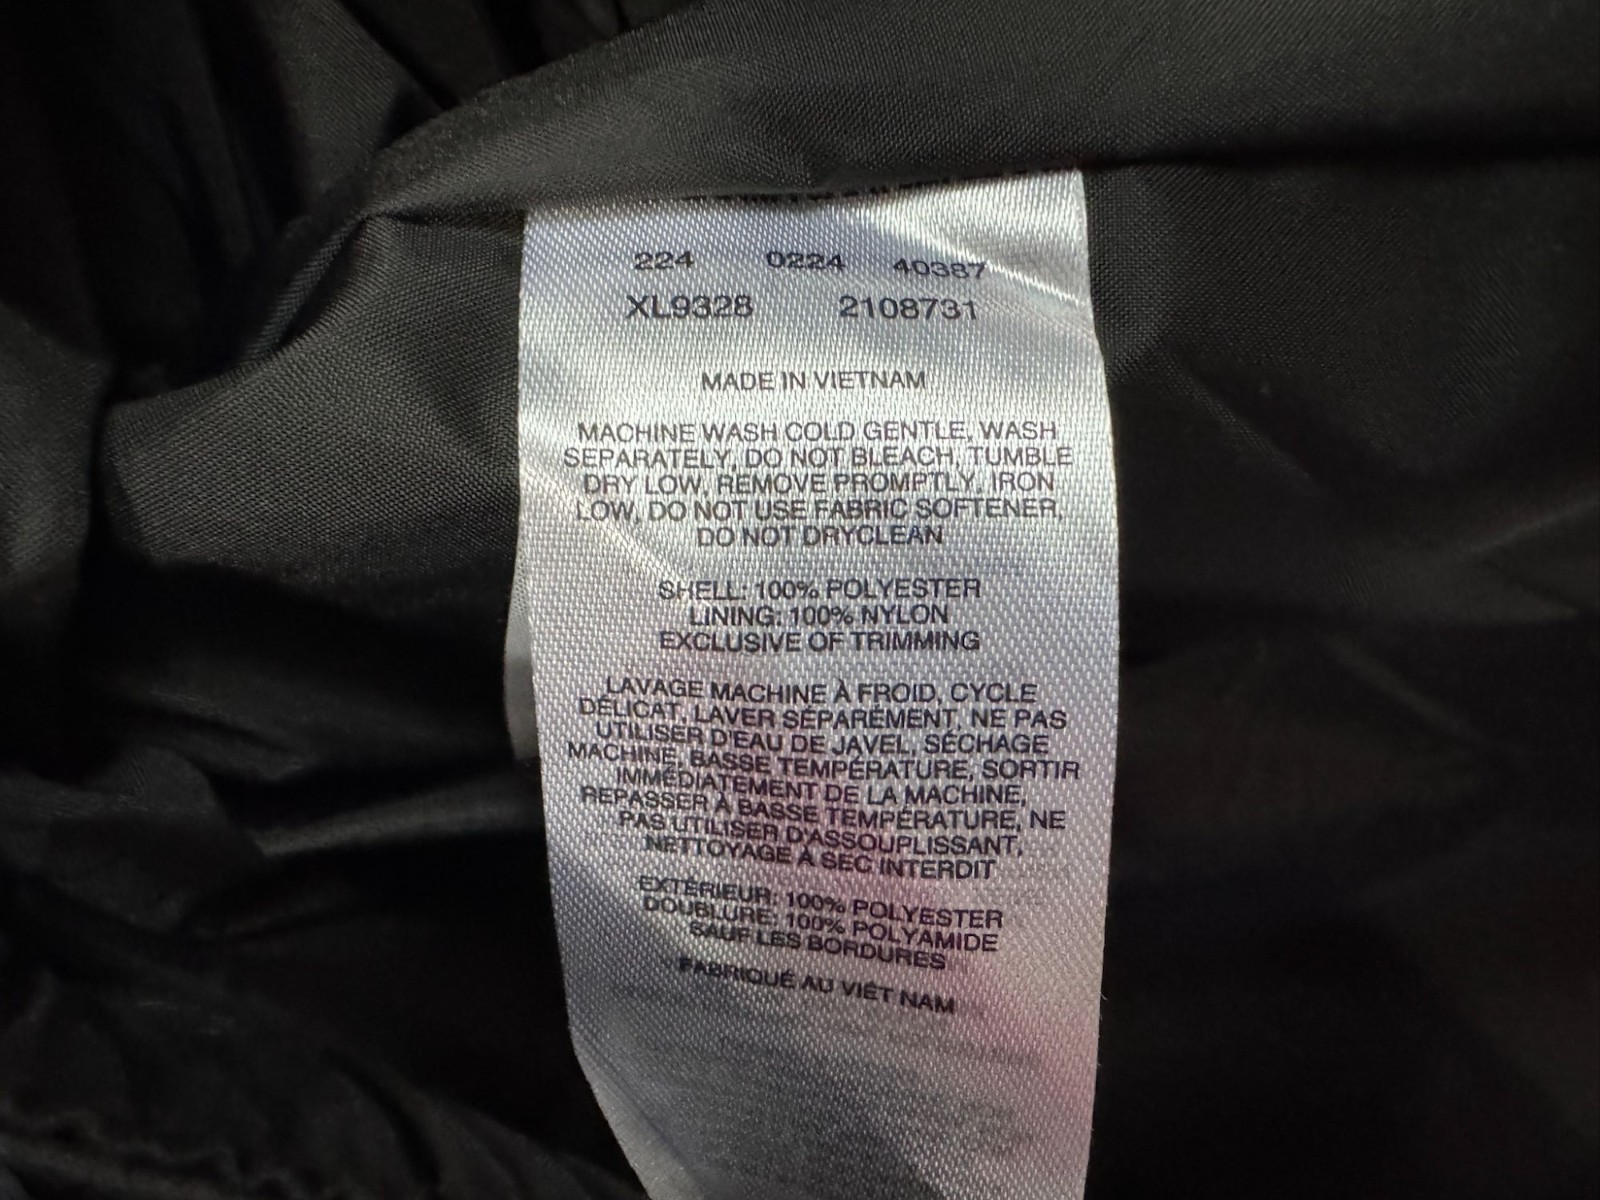 224 0224 40387
XL9328 2108731
MADE IN VIETNAM
MACHINE WASH COLD GENTLE, WASH
SEPARATELY, DO NOT BLEACH, TUMBLE
DRY LOW, REMOVE PROMPTLY, IRON
LOW, DO NOT USE FABRIC SOFTENER,
DO NOT DRYCLEAN
SHELL: 100% POLYESTER
LINING: 100% NYLON
EXCLUSIVE OF TRIMMING
LAVAGE MACHINE À FROID, CYCLE
DÉLICAT, LAVER SÉPARÉMENT, NE PAS
UTILISER D'EAU DE JAVEL, SÉCHAGE
MACHINE, BASSE TEMPÉRATURE, SORTIR
IMMÉDIATEMENT DE LA MACHINE,
REPASSER À BASSE TEMPÉRATURE, NE
PAS UTILISER D'ASSOUPLISSANT,
NETTOYAGE À SEC INTERDIT
EXTÉRIEUR: 100% POLYESTER
DOUBLURE: 100% POLYAMIDE
SAUF LES BORDURES
FABRIQUÉ AU VIÊT NAM